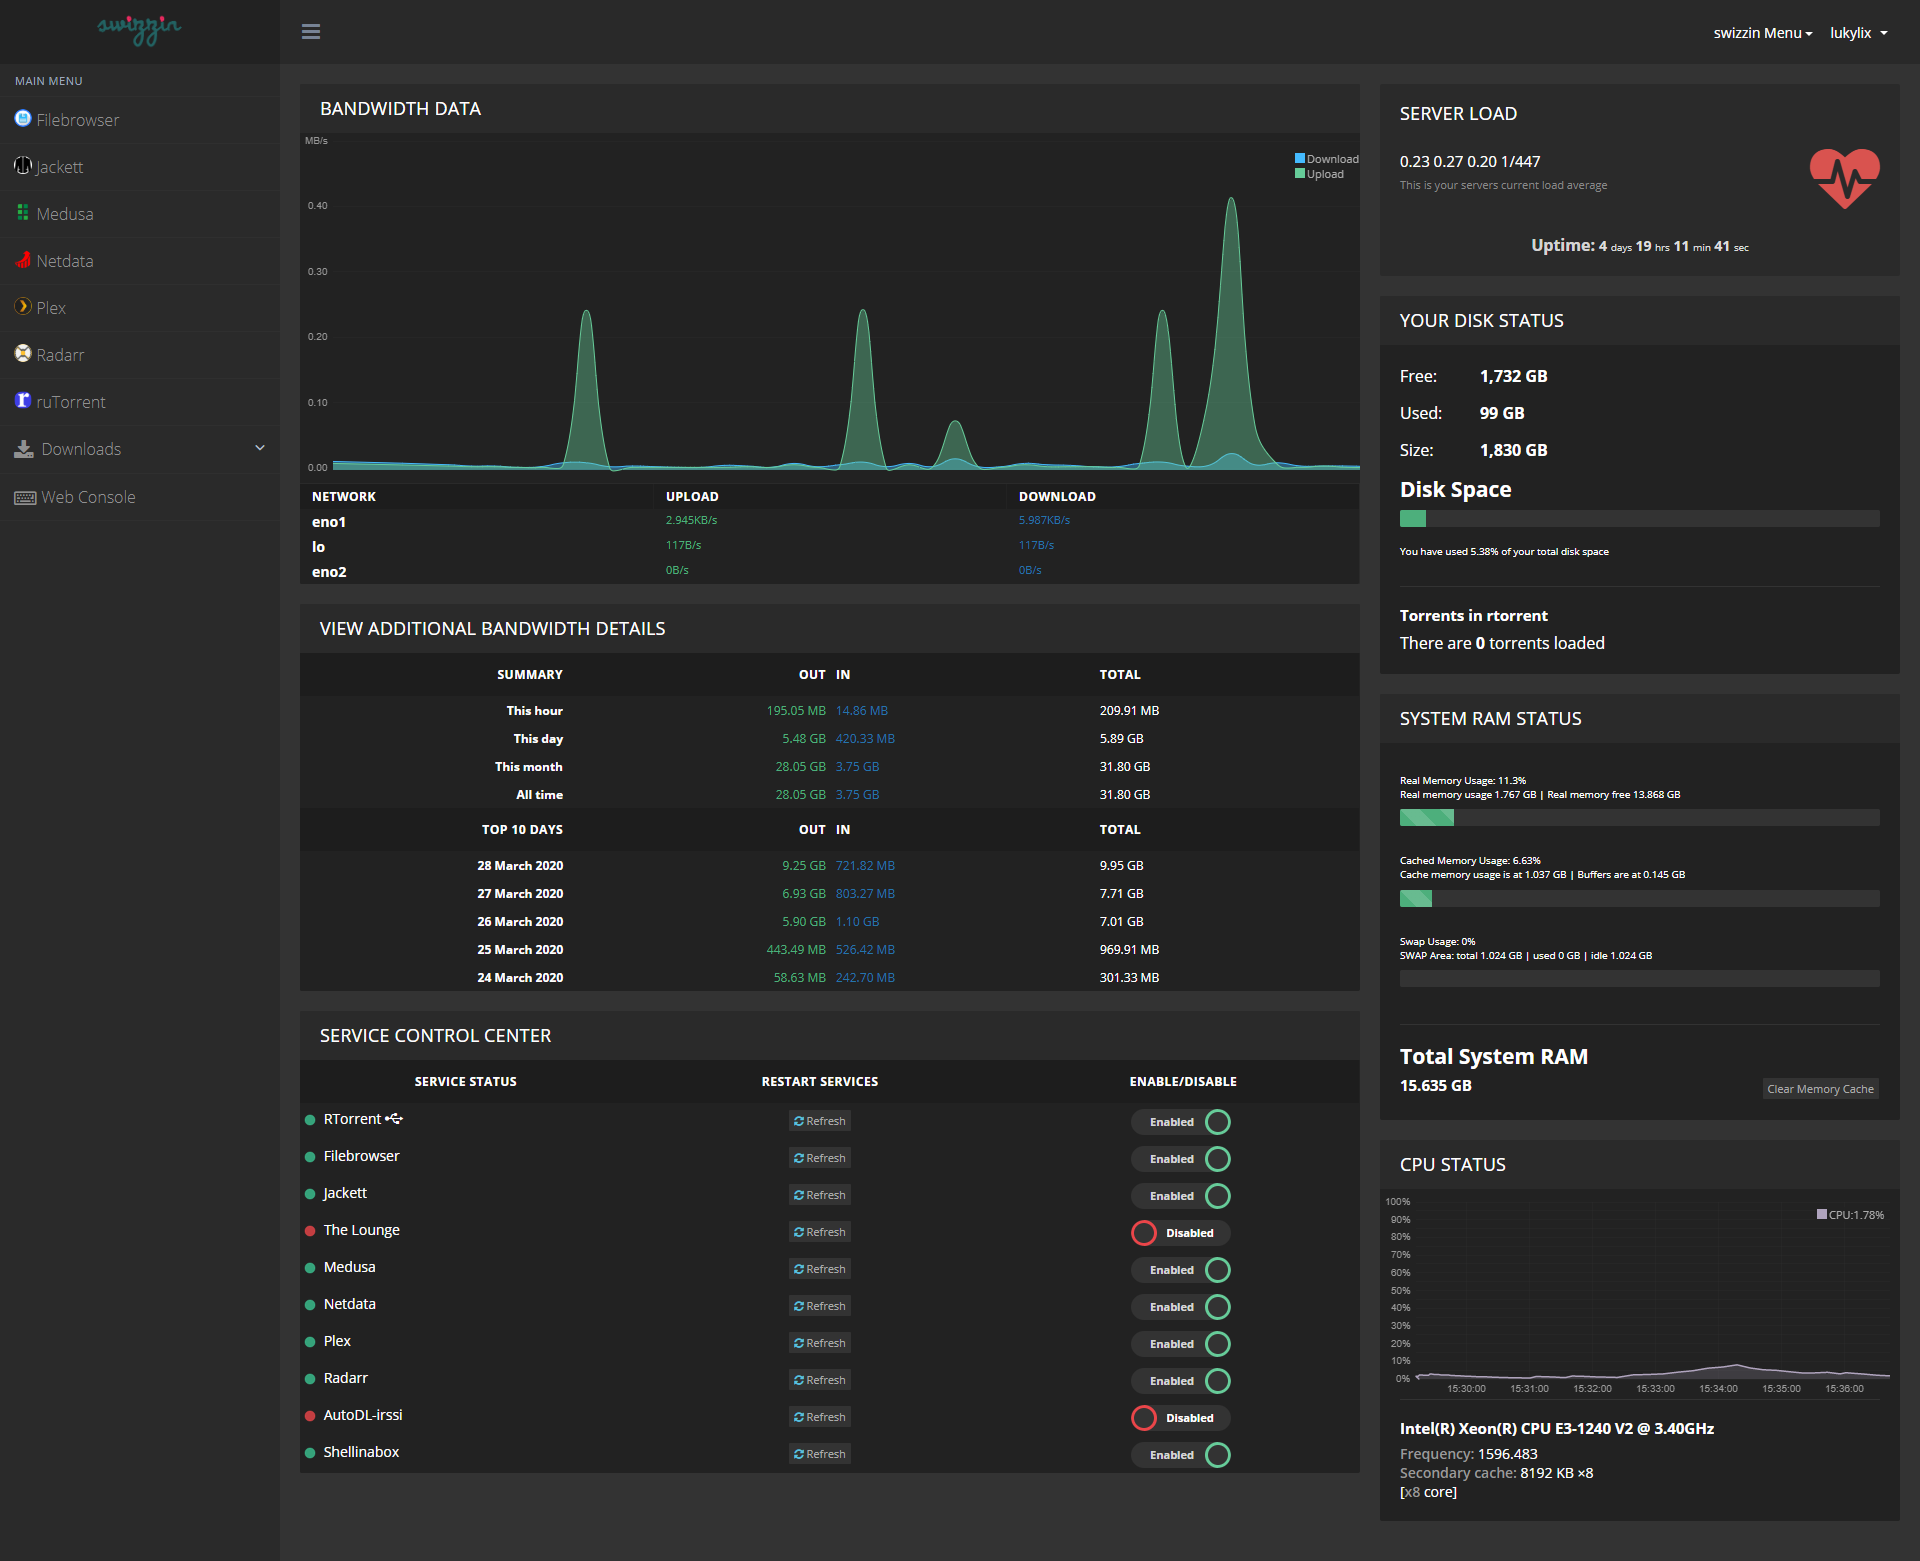 swizzin
swizzin Menu
lukylix
MAIN MENU
Filebrowser
Jackett
Medusa
Netdata
Plex
Radarr
ruTorrent
Downloads
Web Console
BANDWIDTH DATA
MB/s
Download
Upload
0.40
0.30
0.20
0.10
0.00
NETWORK UPLOAD DOWNLOAD
eno1 2.945KB/s 5.987KB/s
lo 117B/s 117B/s
eno2 0B/s 0B/s
VIEW ADDITIONAL BANDWIDTH DETAILS
SUMMARY OUT IN TOTAL
This hour 195.05 MB 14.86 MB 209.91 MB
This day 5.48 GB 420.33 MB 5.89 GB
This month 28.05 GB 3.75 GB 31.80 GB
All time 28.05 GB 3.75 GB 31.80 GB
TOP 10 DAYS OUT IN TOTAL
28 March 2020 9.25 GB 721.82 MB 9.95 GB
27 March 2020 6.93 GB 803.27 MB 7.71 GB
26 March 2020 5.90 GB 1.10 GB 7.01 GB
25 March 2020 443.49 MB 526.42 MB 969.91 MB
24 March 2020 58.63 MB 242.70 MB 301.33 MB
SERVICE CONTROL CENTER
SERVICE STATUS RESTART SERVICES ENABLE/DISABLE
RTorrent Refresh Enabled
Filebrowser Refresh Enabled
Jackett Refresh Enabled
The Lounge Refresh Disabled
Medusa Refresh Enabled
Netdata Refresh Enabled
Plex Refresh Enabled
Radarr Refresh Enabled
AutoDL-irssi Refresh Disabled
Shellinabox Refresh Enabled
SERVER LOAD
0.23 0.27 0.20 1/447
This is your servers current load average
Uptime: 4 days 19 hrs 11 min 41 sec
YOUR DISK STATUS
Free: 1,732 GB
Used: 99 GB
Size: 1,830 GB
Disk Space
You have used 5.38% of your total disk space
Torrents in rtorrent
There are 0 torrents loaded
SYSTEM RAM STATUS
Real Memory Usage: 11.3%
Real memory usage 1.767 GB | Real memory free 13.868 GB
Cached Memory Usage: 6.63%
Cache memory usage is at 1.037 GB | Buffers are at 0.145 GB
Swap Usage: 0%
SWAP Area: total 1.024 GB | used 0 GB | idle 1.024 GB
Total System RAM
15.635 GB
Clear Memory Cache
CPU STATUS
100%
CPU:1.78%
90%
80%
70%
60%
50%
40%
30%
20%
10%
0%
15:30:00 15:31:00 15:32:00 15:33:00 15:34:00 15:35:00 15:36:00
Intel(R) Xeon(R) CPU E3-1240 V2 @ 3.40GHz
Frequency: 1596.483
Secondary cache: 8192 KB ×8
[x8 core]